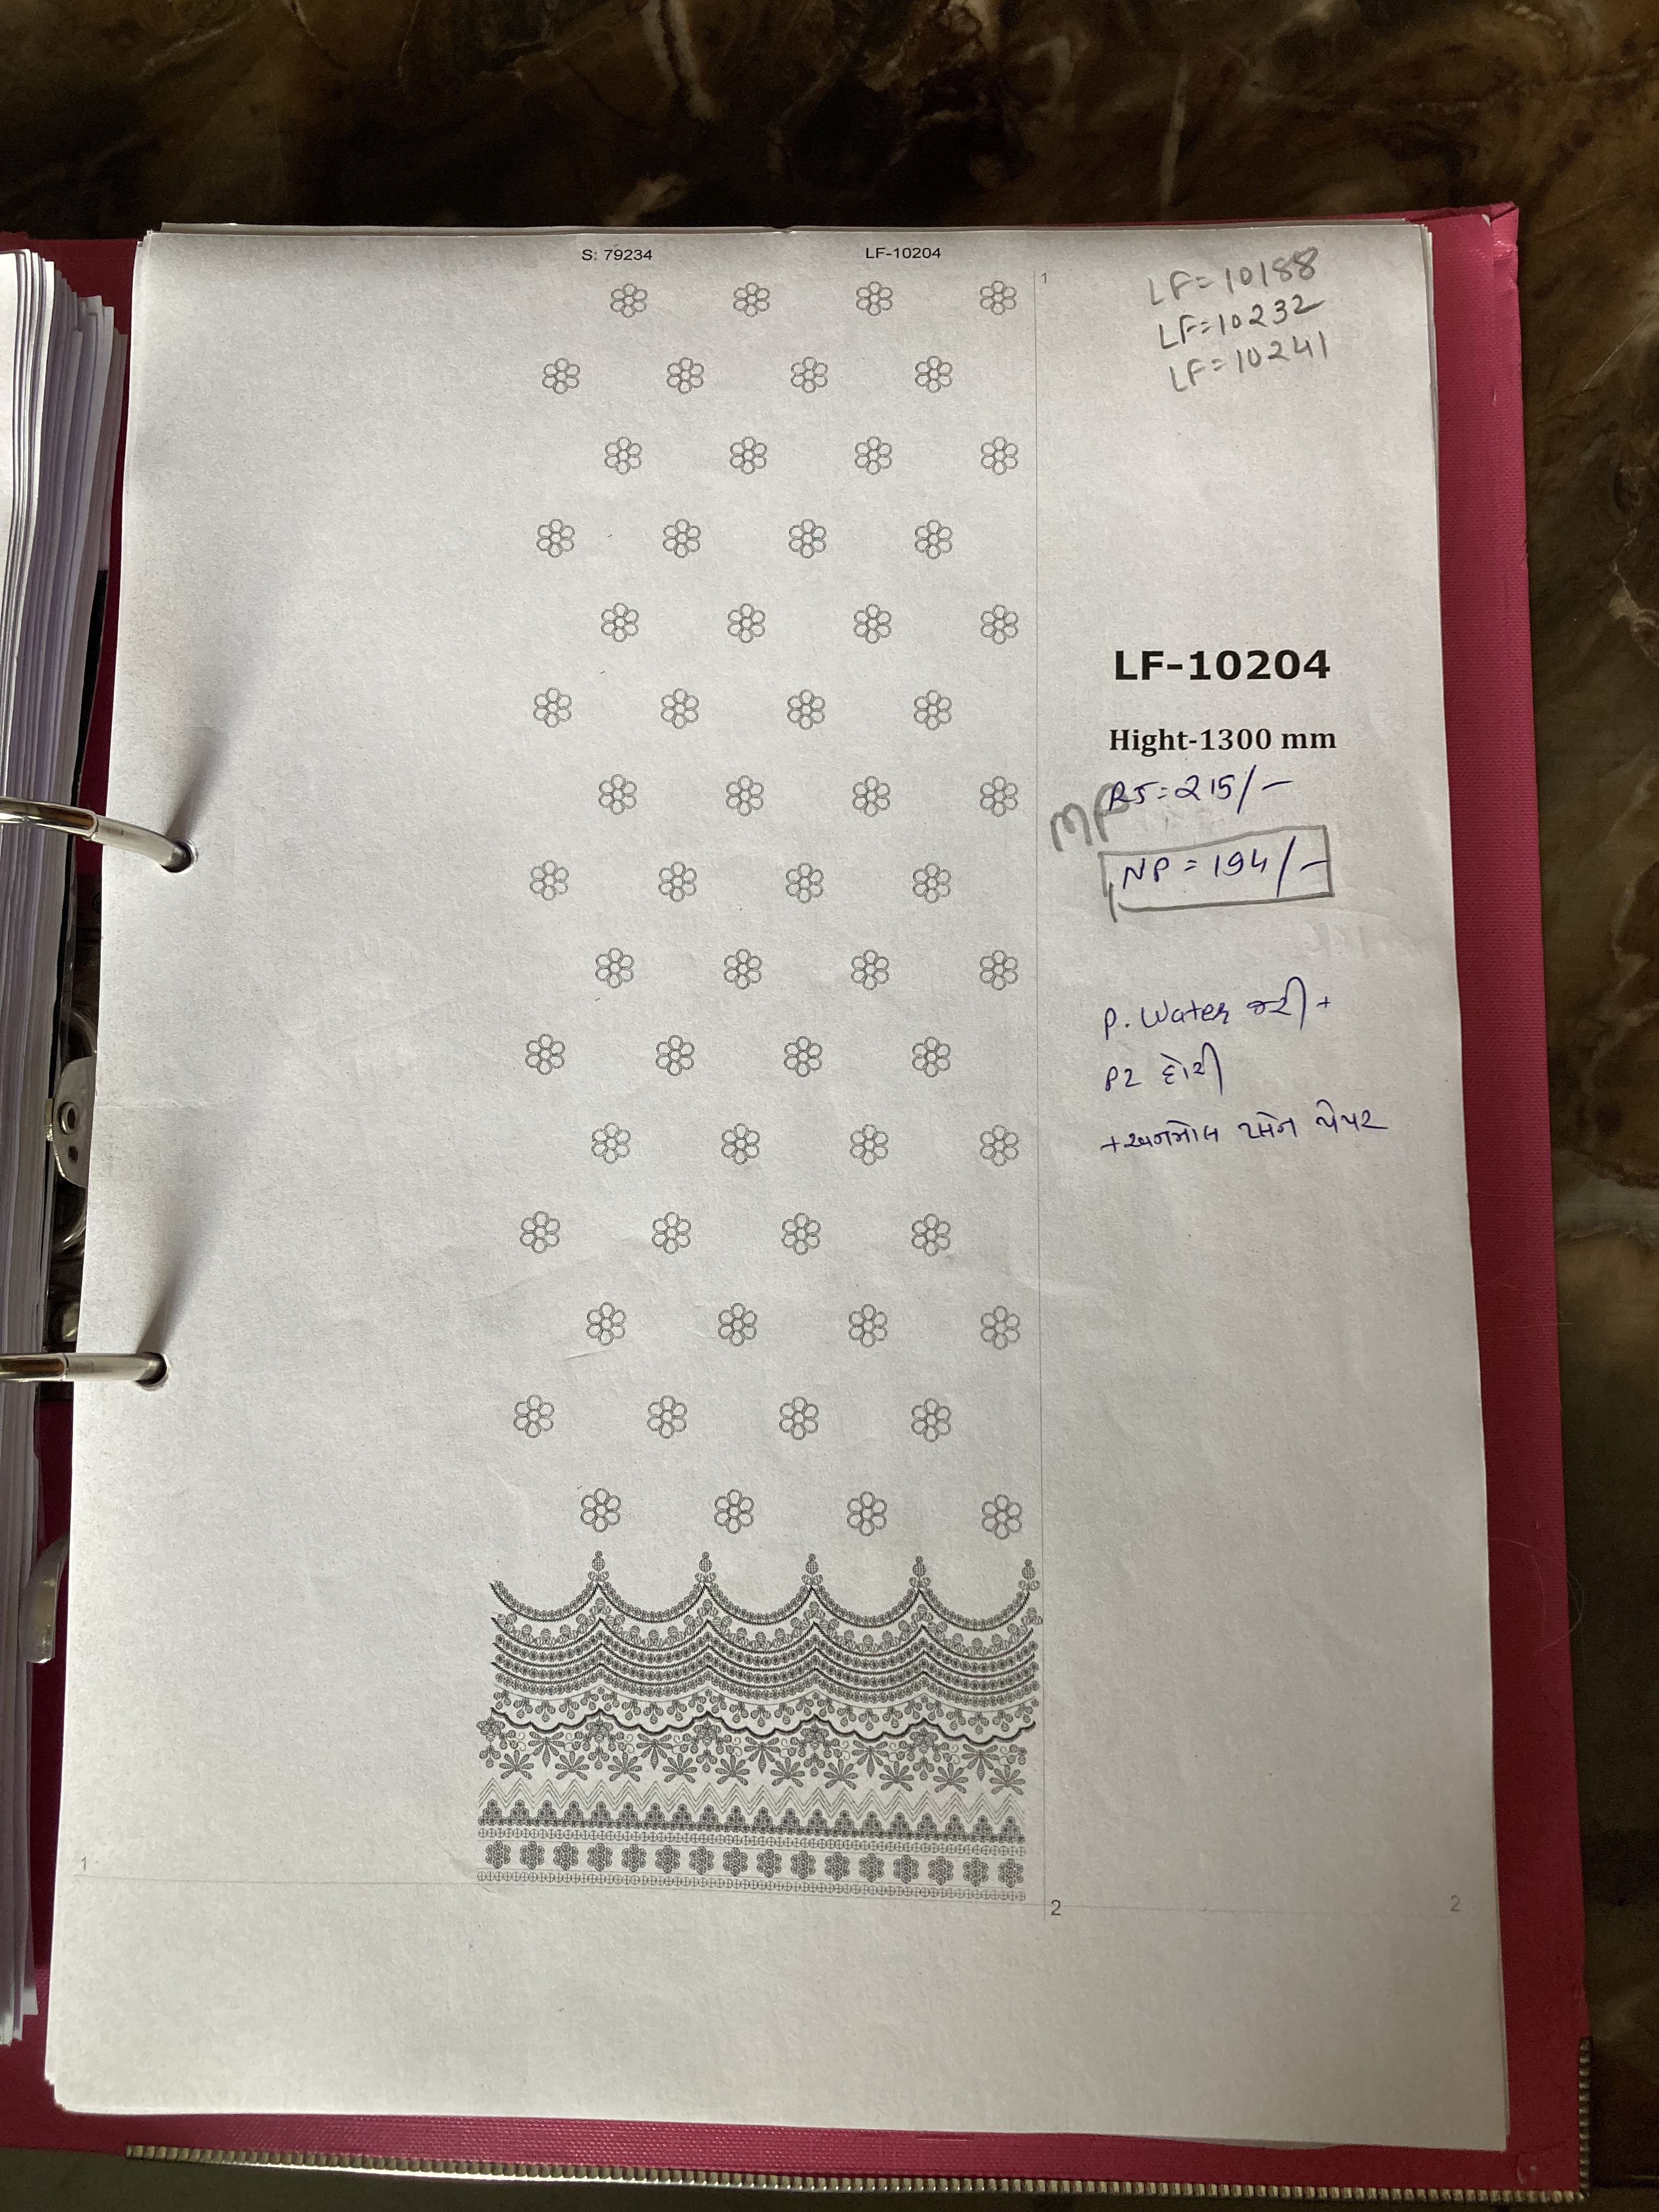 S: 79234 LF-10204
1
LF=10188
LF=10232
LF=10241
LF-10204
Hight-1300 mm
RS=215/-
MP
NP = 194/-
P. Water જરી +
P2 દોરી
+અનમોલ પેપર
1
2
2